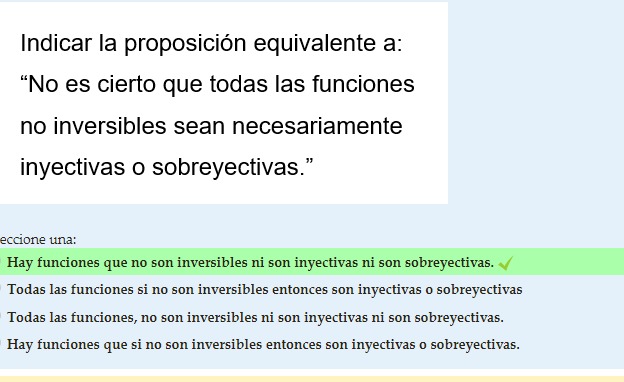 Indicar la proposición equivalente a:
“No es cierto que todas las funciones
no inversibles sean necesariamente
inyectivas o sobreyectivas.”
eccione una:
Hay funciones que no son inversibles ni son inyectivas ni son sobreyectivas.
Todas las funciones si no son inversibles entonces son inyectivas o sobreyectivas
Todas las funciones, no son inversibles ni son inyectivas ni son sobreyectivas.
Hay funciones que si no son inversibles entonces son inyectivas o sobreyectivas.